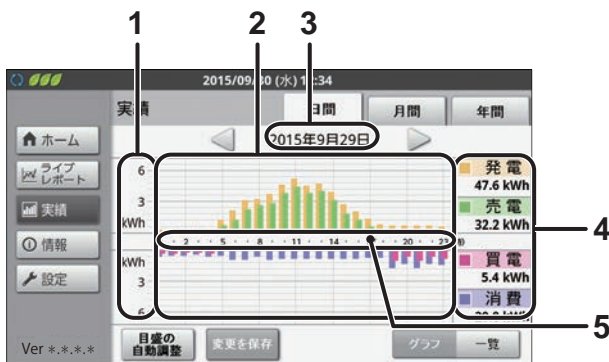 1 2 3
2015/09/30 (水) 1 :34
実績 日間 月間 年間
ホーム
2015年9月29日
ライブ
レポート
実績
情報
設定
6
3
kWh
2 5 8 11 14 20 23
kWh
3
6
発電
47.6 kWh
売電
32.2 kWh
買電
5.4 kWh
消費
4
5
Ver *.*.*.*
目盛の
自動調整
変更を保存
グラフ 一覧